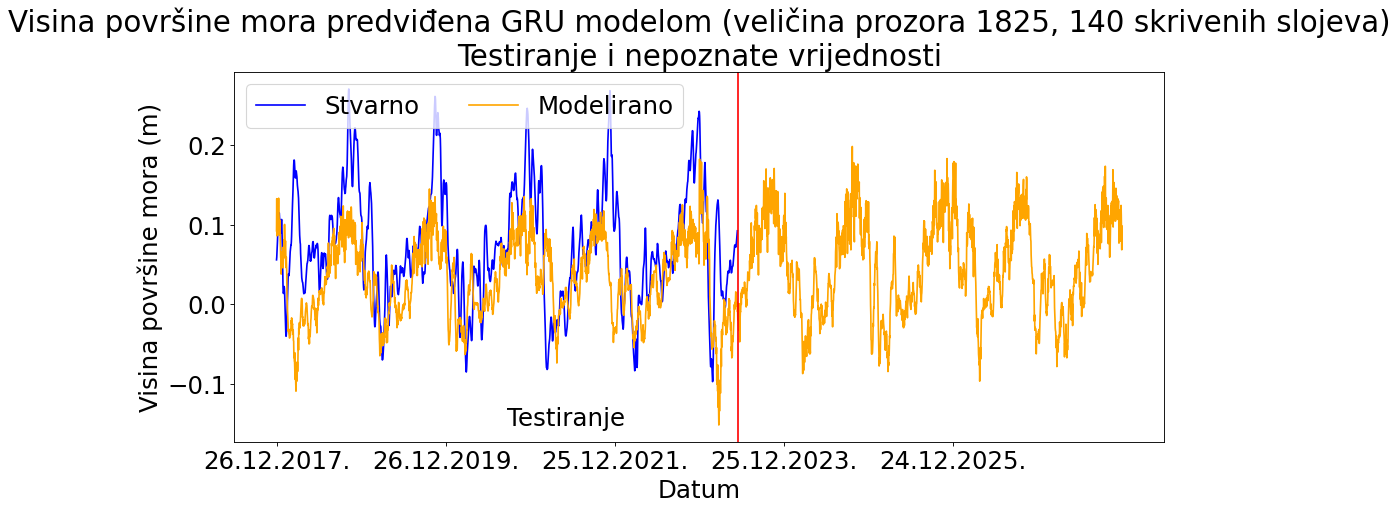 Visina površine mora predviđena GRU modelom (veličina prozora 1825, 140 skrivenih slojeva)
Testiranje i nepoznate vrijednosti
Stvarno Modelirano
Visina površine mora (m)
0.2
0.1
0.0
−0.1
Testiranje
26.12.2017. 26.12.2019. 25.12.2021. 25.12.2023. 24.12.2025.
Datum